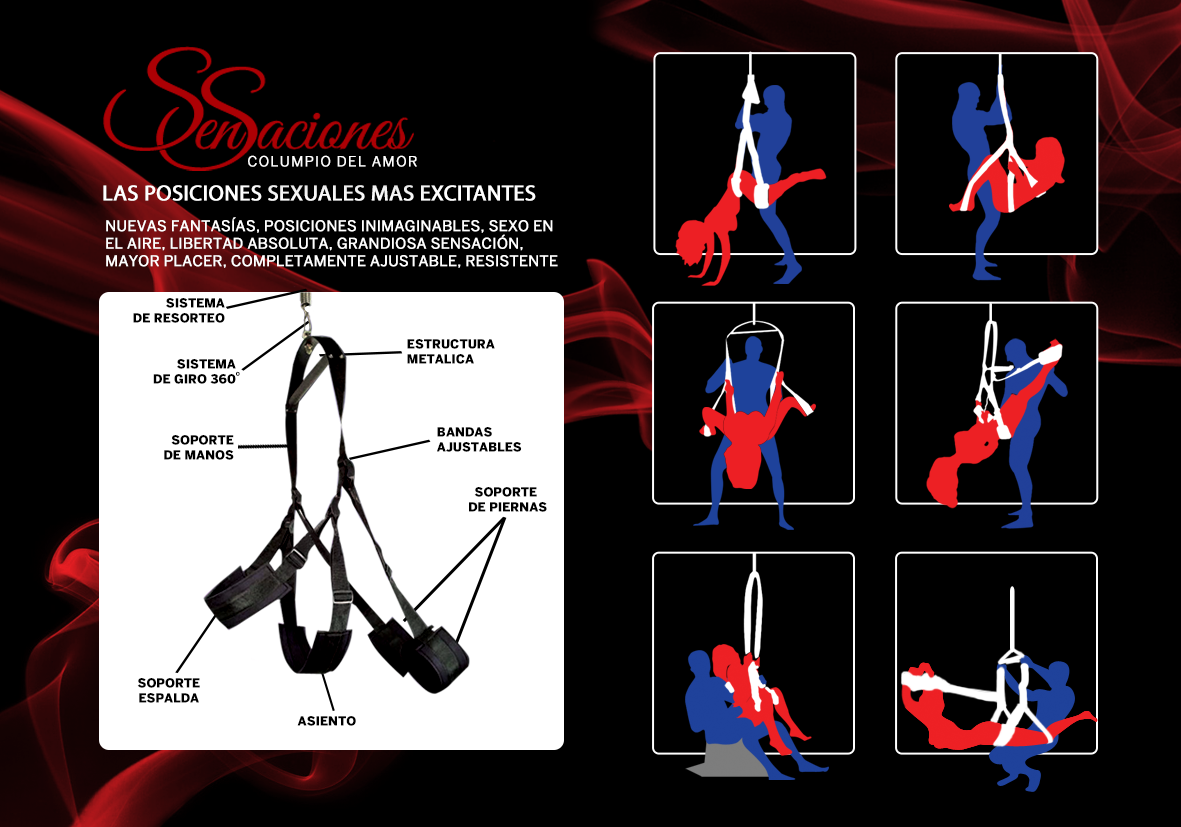 SenSaciones
COLUMPIO DEL AMOR
LAS POSICIONES SEXUALES MAS EXCITANTES
NUEVAS FANTASÍAS, POSICIONES INIMAGINABLES, SEXO EN
EL AIRE, LIBERTAD ABSOLUTA, GRANDIOSA SENSACIÓN,
MAYOR PLACER, COMPLETAMENTE AJUSTABLE, RESISTENTE
SISTEMA
DE RESORTEO
SISTEMA
DE GIRO 360°
ESTRUCTURA
METALICA
SOPORTE
DE MANOS
BANDAS
AJUSTABLES
SOPORTE
DE PIERNAS
SOPORTE
ESPALDA
ASIENTO